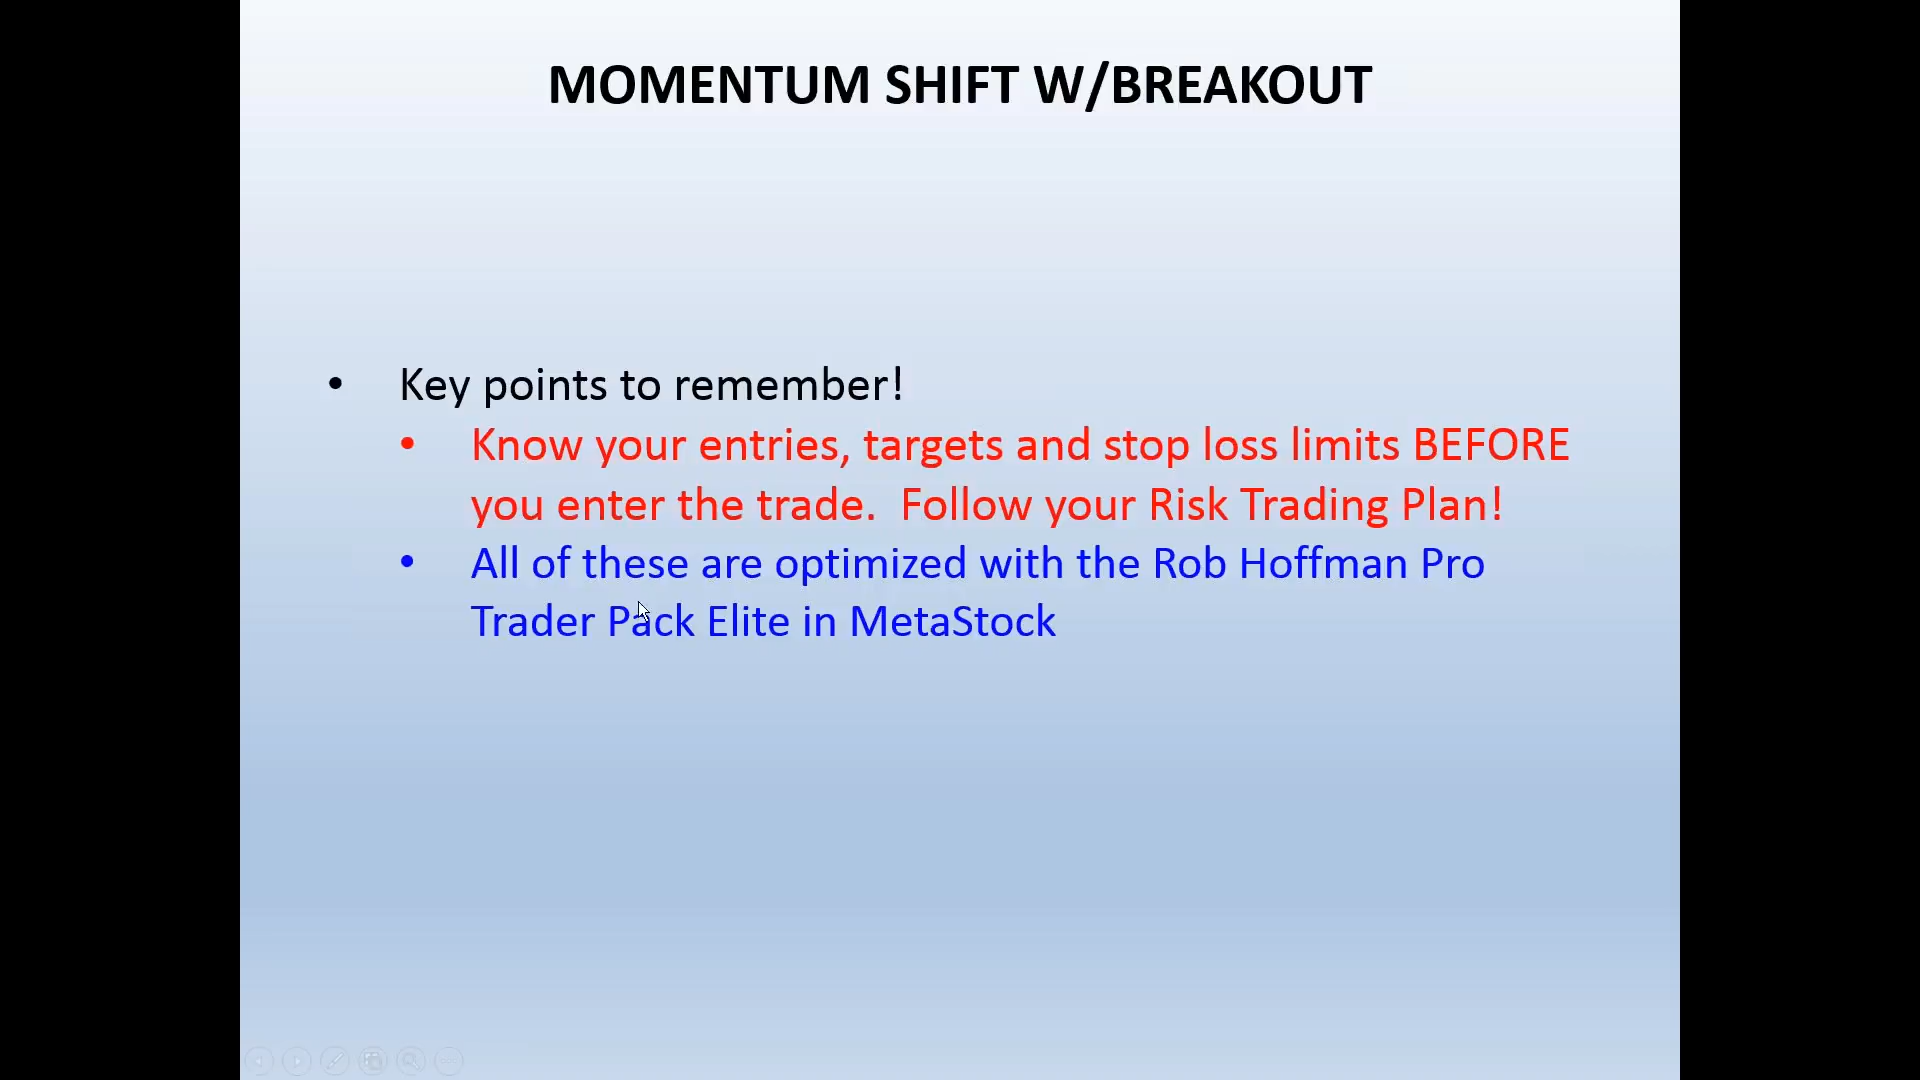 MOMENTUM SHIFT W/BREAKOUT
• Key points to remember!
• Know your entries, targets and stop loss limits BEFORE
you enter the trade.  Follow your Risk Trading Plan!
• All of these are optimized with the Rob Hoffman Pro
Trader Pack Elite in MetaStock